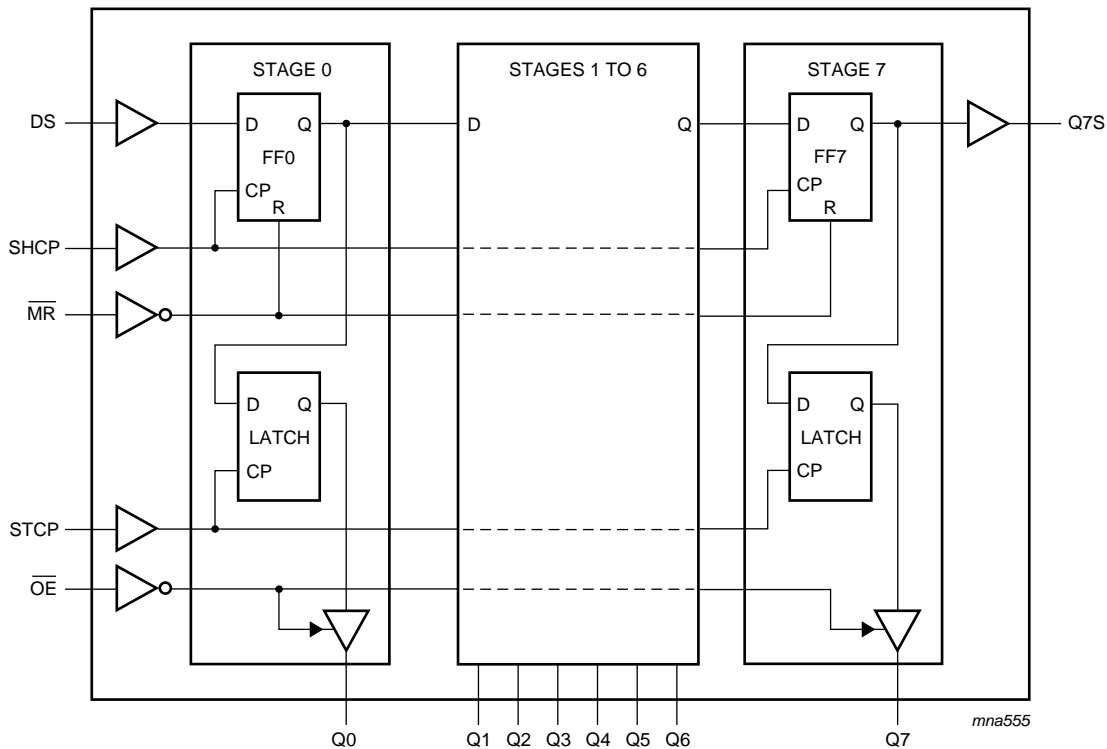 STAGE 0
STAGES 1 TO 6
STAGE 7
DS
D Q
FF0
CP
R
D Q
D Q
FF7
CP
R
Q7S
SHCP
MR
D Q
LATCH
CP
D Q
LATCH
CP
STCP
OE
mna555
Q0 Q1 Q2 Q3 Q4 Q5 Q6 Q7